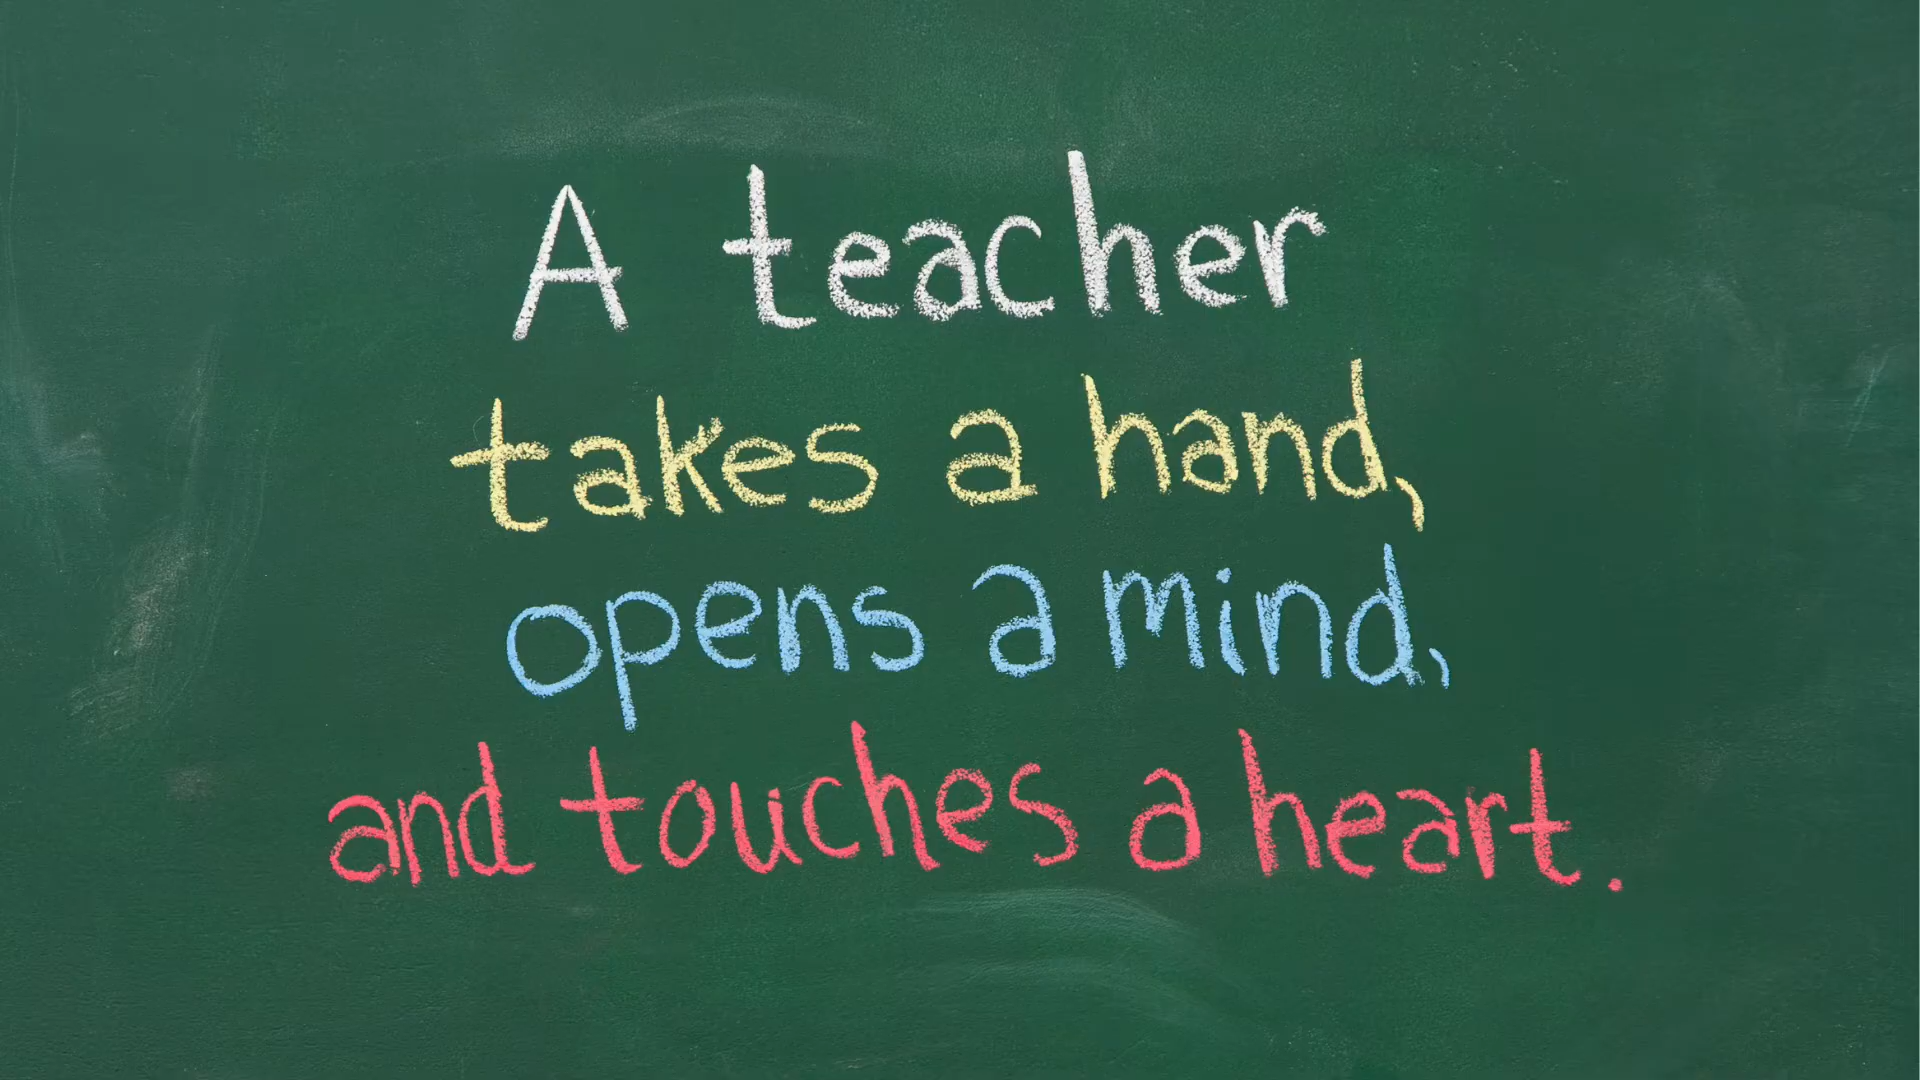 A teacher
takes a hand,
opens a mind,
and touches a heart.